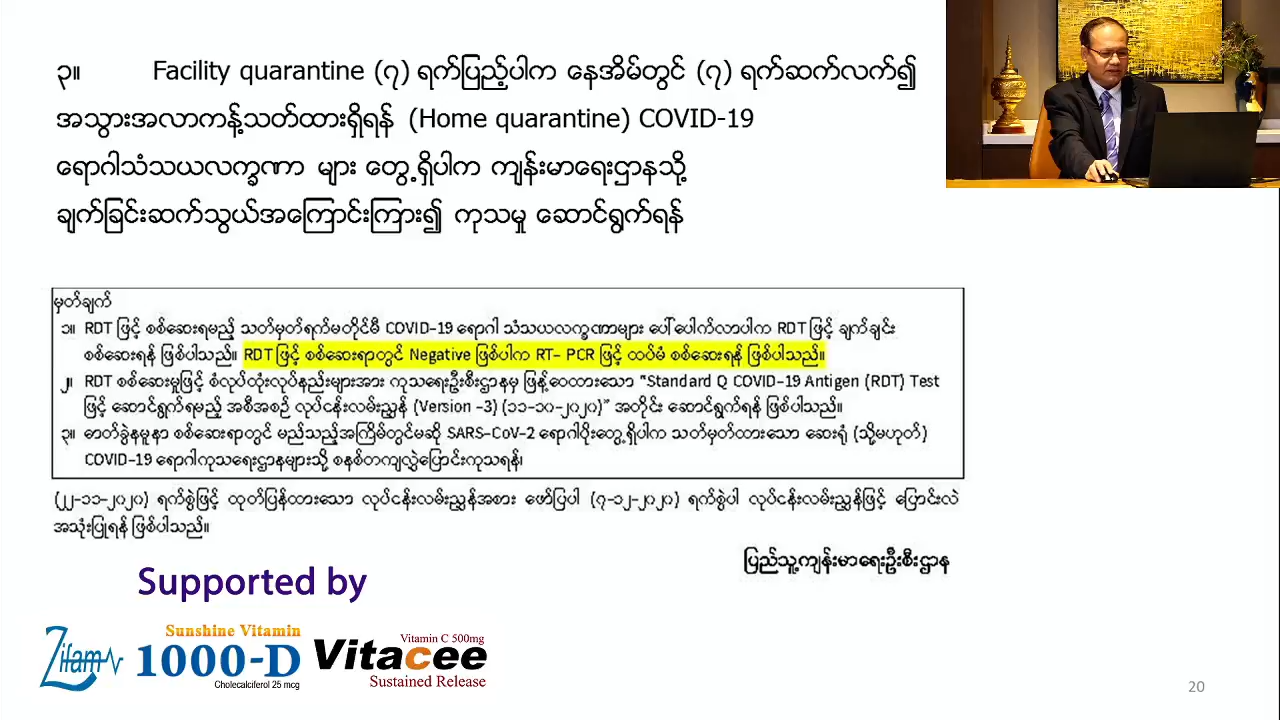 ၃။ Facility quarantine (၇) ရက်ပြည့်ပါက နေအိမ်တွင် (၇) ရက်ဆက်လက်၍
အသွားအလာကန့်သတ်ထားရှိရန် (Home quarantine) COVID-19
ရောဂါသံသယလက္ခဏာ များ တွေ့ရှိပါက ကျန်းမာရေးဌာနသို့
ချက်ခြင်းဆက်သွယ်အကြောင်းကြား၍ ကုသမှု ဆောင်ရွက်ရန်
မှတ်ချက်
၁။ RDT ဖြင့် စစ်ဆေးရမည့် သတ်မှတ်ရက်မတိုင်မီ COVID-19 ရောဂါ သံသယလက္ခဏာများ ပေါ်ပေါက်လာပါက RDT ဖြင့် ချက်ချင်း
စစ်ဆေးရန် ဖြစ်ပါသည်။ RDT ဖြင့် စစ်ဆေးရာတွင် Negative ဖြစ်ပါက RT- PCR ဖြင့် ထပ်မံ စစ်ဆေးရန် ဖြစ်ပါသည်။
၂။ RDT စစ်ဆေးမှုဖြင့် စံလုပ်ထုံးလုပ်နည်းများအား ကုသရေးဦးစီးဌာနမှ ဖြန့်ဝေထားသော "Standard Q COVID-19 Antigen (RDT) Test
ဖြင့် ဆောင်ရွက်ရမည့် အစီအစဉ် လုပ်ငန်းလမ်းညွှန် (Version -3) (၁၁-၁၀-၂၀၂၀)" အတိုင်း ဆောင်ရွက်ရန် ဖြစ်ပါသည်။
၃။ ဓာတ်ခွဲနမူနာ စစ်ဆေးရာတွင် မည်သည့်အကြိမ်တွင်မဆို SARS-CoV-2 ရောဂါပိုးတွေ့ရှိပါက သတ်မှတ်ထားသော ဆေးရုံ (သို့မဟုတ်)
COVID-19 ရောဂါကုသရေးဌာနများသို့ စနစ်တကျလွှဲပြောင်းကုသရန်၊
(၂၂-၁၁-၂၀၂၀) ရက်စွဲဖြင့် ထုတ်ပြန်ထားသော လုပ်ငန်းလမ်းညွှန်အစား ဖော်ပြပါ (၇-၁၂-၂၀၂၀) ရက်စွဲပါ လုပ်ငန်းလမ်းညွှန်ဖြင့် ပြောင်းလဲ
အသုံးပြုရန် ဖြစ်ပါသည်။
ပြည်သူ့ကျန်းမာရေးဦးစီးဌာန
Supported by
Zifam
Sunshine Vitamin
1000-D
Cholecalciferol 25 mcg
Vitamin C 500mg
Vitacee
Sustained Release
20